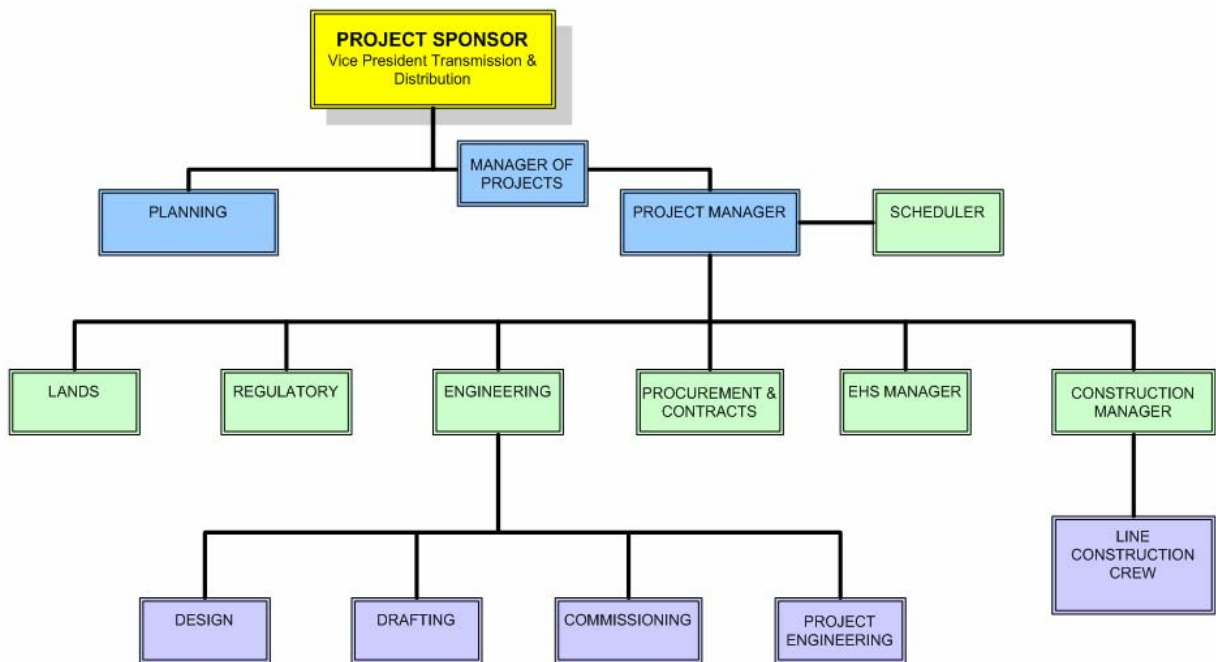 PROJECT SPONSOR
Vice President Transmission &
Distribution
MANAGER OF
PROJECTS
PLANNING
PROJECT MANAGER
SCHEDULER
LANDS
REGULATORY
ENGINEERING
PROCUREMENT &
CONTRACTS
EHS MANAGER
CONSTRUCTION
MANAGER
LINE
CONSTRUCTION
CREW
DESIGN
DRAFTING
COMMISSIONING
PROJECT
ENGINEERING